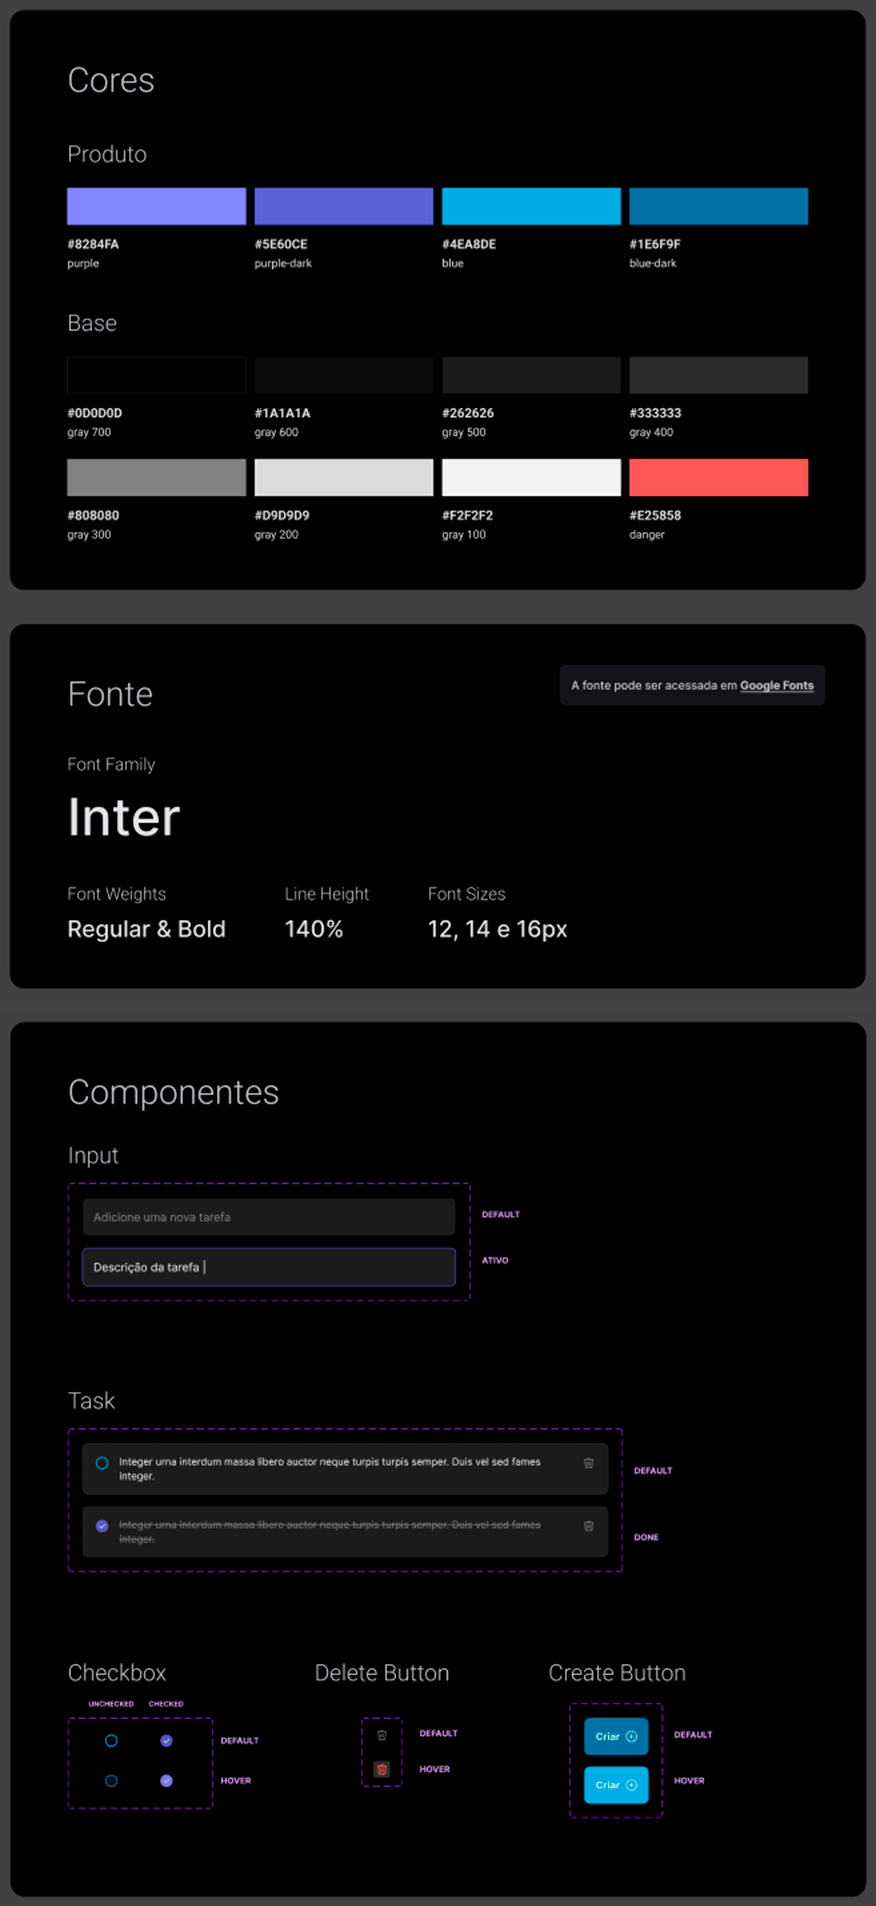 Cores
Produto
#8284FA #5E60CE #4EA8DE #1E6F9F
purple purple-dark blue blue-dark
Base
#0D0D0D #1A1A1A #262626 #333333
gray 700 gray 600 gray 500 gray 400
#808080 #D9D9D9 #F2F2F2 #E25858
gray 300 gray 200 gray 100 danger
Fonte
A fonte pode ser acessada em Google Fonts
Font Family
Inter
Font Weights Line Height Font Sizes
Regular & Bold 140% 12, 14 e 16px
Componentes
Input
Adicione uma nova tarefa DEFAULT
Descrição da tarefa | ATIVO
Task
Integer urna interdum massa libero auctor neque turpis turpis semper. Duis vel sed fames
integer.
DEFAULT
Integer urna interdum massa libero auctor neque turpis turpis semper. Duis vel sed fames
integer.
DONE
Checkbox Delete Button Create Button
UNCHECKED CHECKED
DEFAULT DEFAULT Criar DEFAULT
HOVER HOVER Criar HOVER